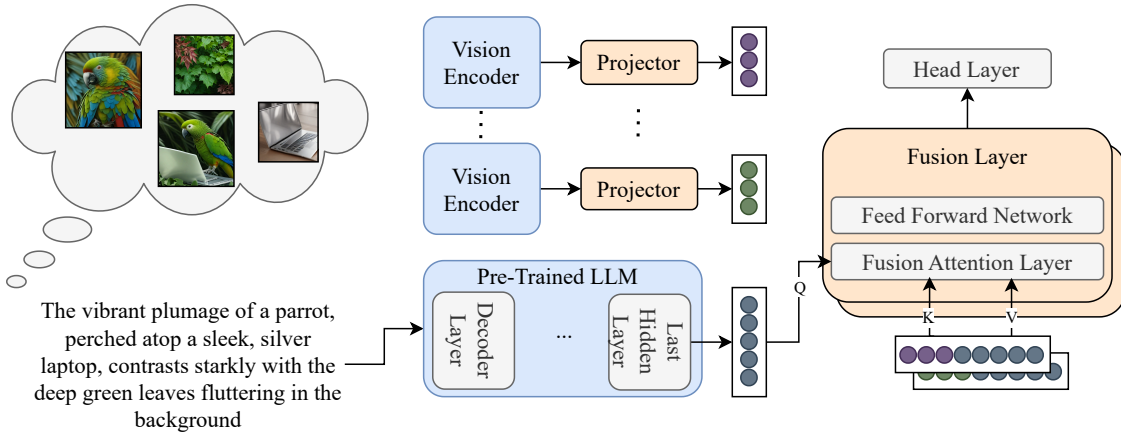 Vision
Encoder
Projector
Vision
Encoder
Projector
Head Layer
Fusion Layer
Feed Forward Network
Fusion Attention Layer
K
V
Q
Pre-Trained LLM
Decoder
Layer
...
Last
Hidden
Layer
The vibrant plumage of a parrot,
perched atop a sleek, silver
laptop, contrasts starkly with the
deep green leaves fluttering in the
background